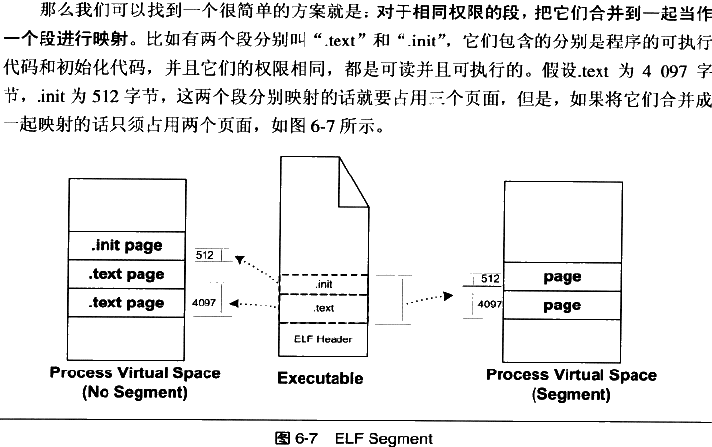 那么我们可以找到一个很简单的方案就是：对于相同权限的段，把它们合并到一起当作
一个段进行映射。比如有两个段分别叫“.text”和“.init”，它们包含的分别是程序的可执行
代码和初始化代码，并且它们的权限相同，都是可读并且可执行的。假设.text 为 4 097 字
节，.init 为 512 字节，这两个段分别映射的话就要占用三个页面，但是，如果将它们合并成
一起映射的话只须占用两个页面，如图 6-7 所示。
.init page
.text page
.text page
512
4097
Process Virtual Space
(No Segment)
.init
.text
ELF Header
Executable
512
4097
page
page
Process Virtual Space
(Segment)
图 6-7 ELF Segment